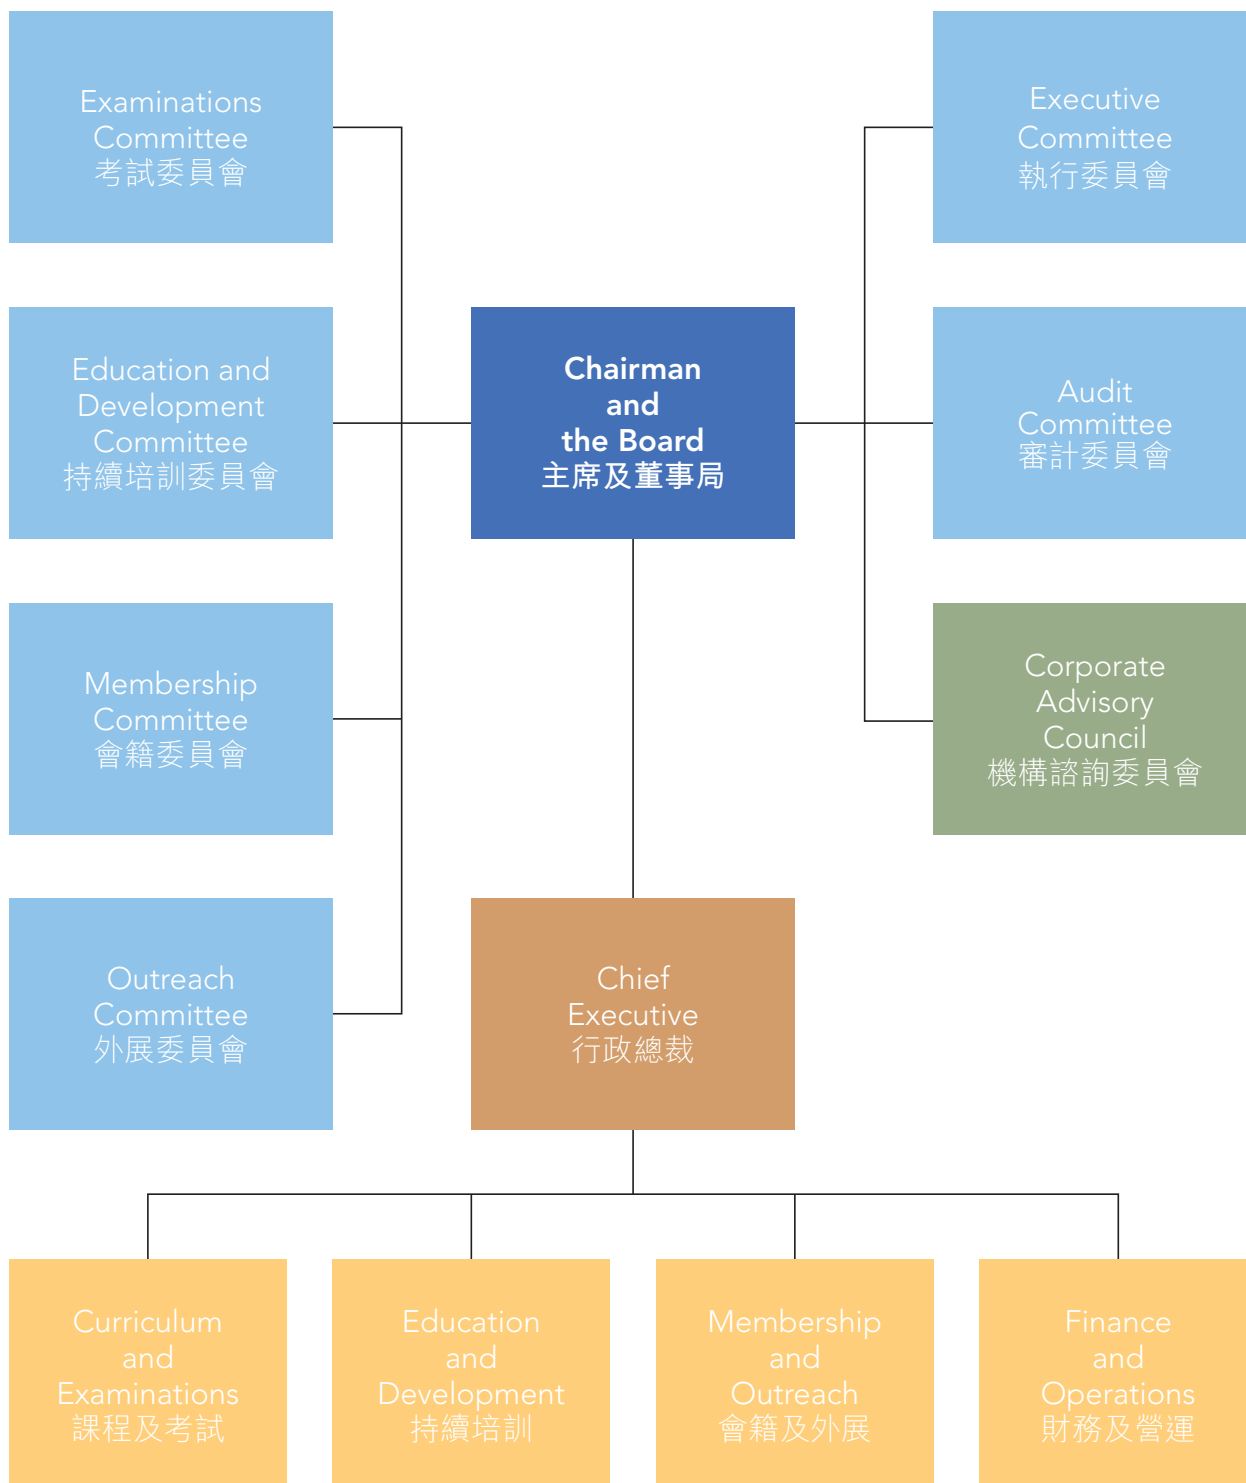 Examinations
Committee
考試委員會
Executive
Committee
執行委員會
Education and
Development
Committee
持續培訓委員會
Chairman
and
the Board
主席及董事局
Audit
Committee
審計委員會
Membership
Committee
會籍委員會
Corporate
Advisory
Council
機構諮詢委員會
Outreach
Committee
外展委員會
Chief
Executive
行政總裁
Curriculum
and
Examinations
課程及考試
Education
and
Development
持續培訓
Membership
and
Outreach
會籍及外展
Finance
and
Operations
財務及營運